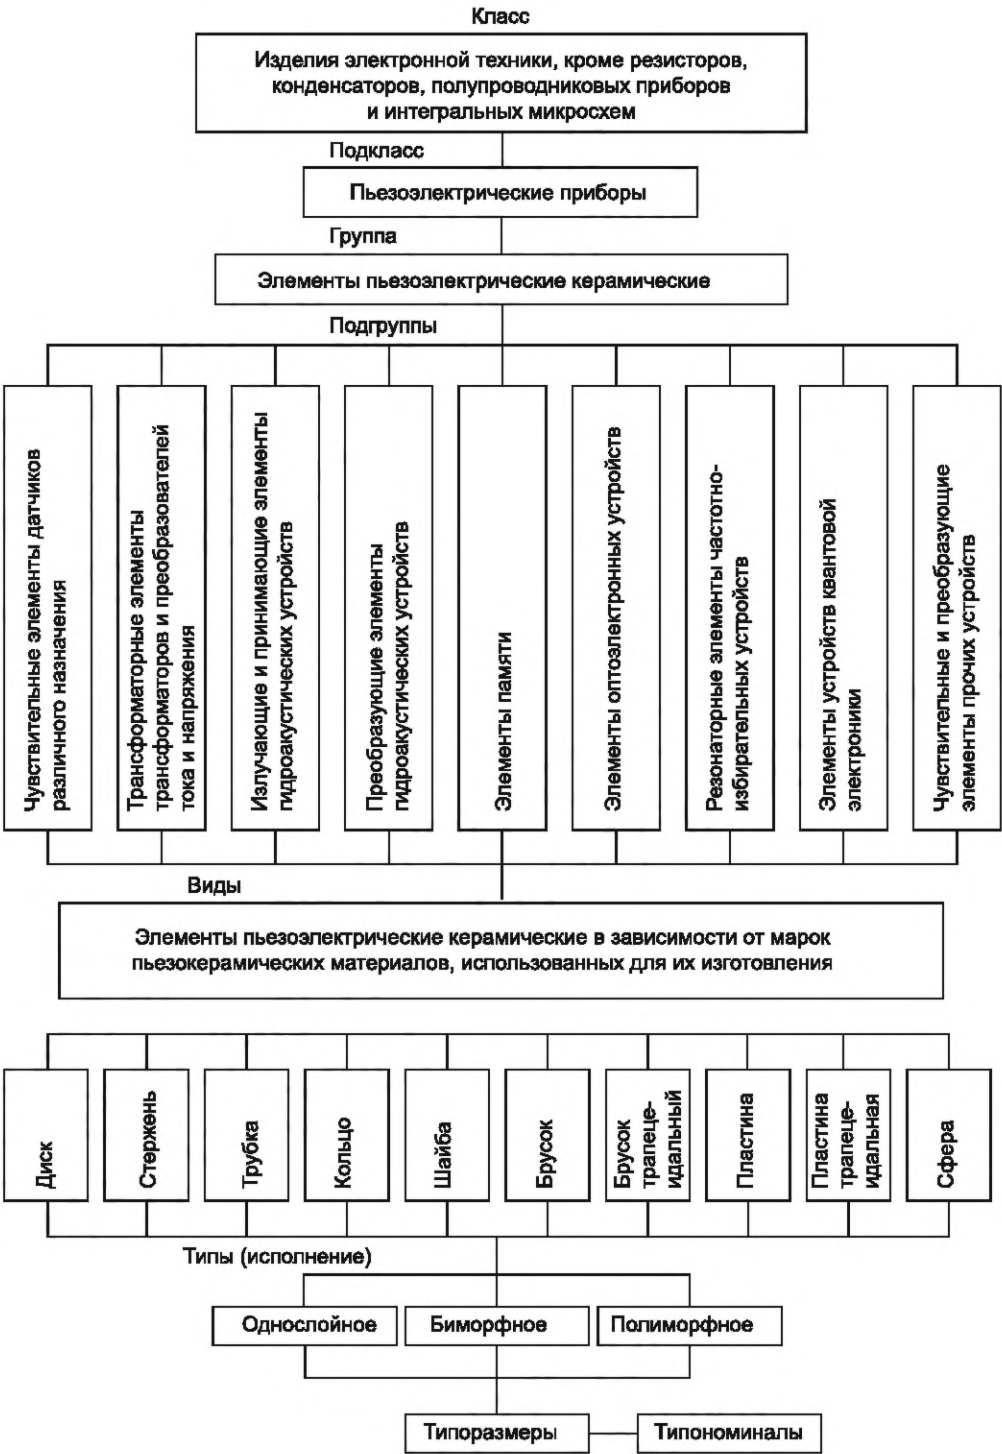 Класс
Изделия электронной техники, кроме резисторов,
конденсаторов, полупроводниковых приборов
и интегральных микросхем
Подкласс
Пьезоэлектрические приборы
Группа
Элементы пьезоэлектрические керамические
Подгруппы
Чувствительные элементы датчиков
различного назначения
Трансформаторные элементы
трансформаторов и преобразователей
тока и напряжения
Излучающие и принимающие элементы
гидроакустических устройств
Преобразующие элементы
гидроакустических устройств
Элементы памяти
Элементы оптоэлектронных устройств
Резонаторные элементы частотно-
избирательных устройств
Элементы устройств квантовой
электроники
Чувствительные и преобразующие
элементы прочих устройств
Виды
Элементы пьезоэлектрические керамические в зависимости от марок
пьезокерамических материалов, использованных для их изготовления
Диск
Стержень
Трубка
Кольцо
Шайба
Брусок
Брусок
трапеце-
идальный
Пластина
Пластина
трапеце-
идальная
Сфера
Типы (исполнение)
Однослойное
Биморфное
Полиморфное
Типоразмеры
Типономиналы